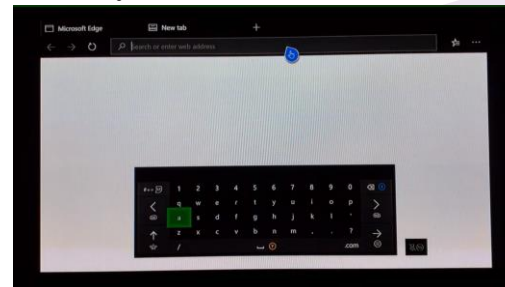 Microsoft Edge
New tab
Search or enter web address
1 2 3 4 5 6 7 8 9 0
q w e r t y u i o p
a s d f g h j k l '
z x c v b n m , . ?
/ .com